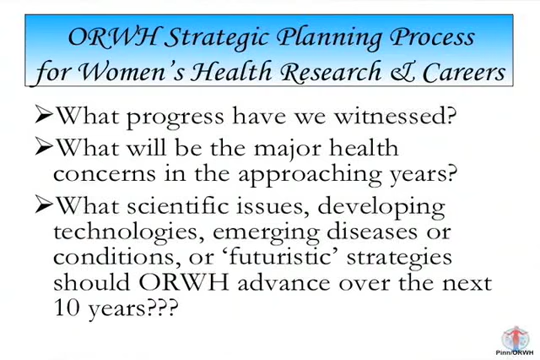 ORWH Strategic Planning Process
for Women's Health Research & Careers
➢What progress have we witnessed?
➢What will be the major health
concerns in the approaching years?
➢What scientific issues, developing
technologies, emerging diseases or
conditions, or 'futuristic' strategies
should ORWH advance over the next
10 years???
Pinn/ORWH